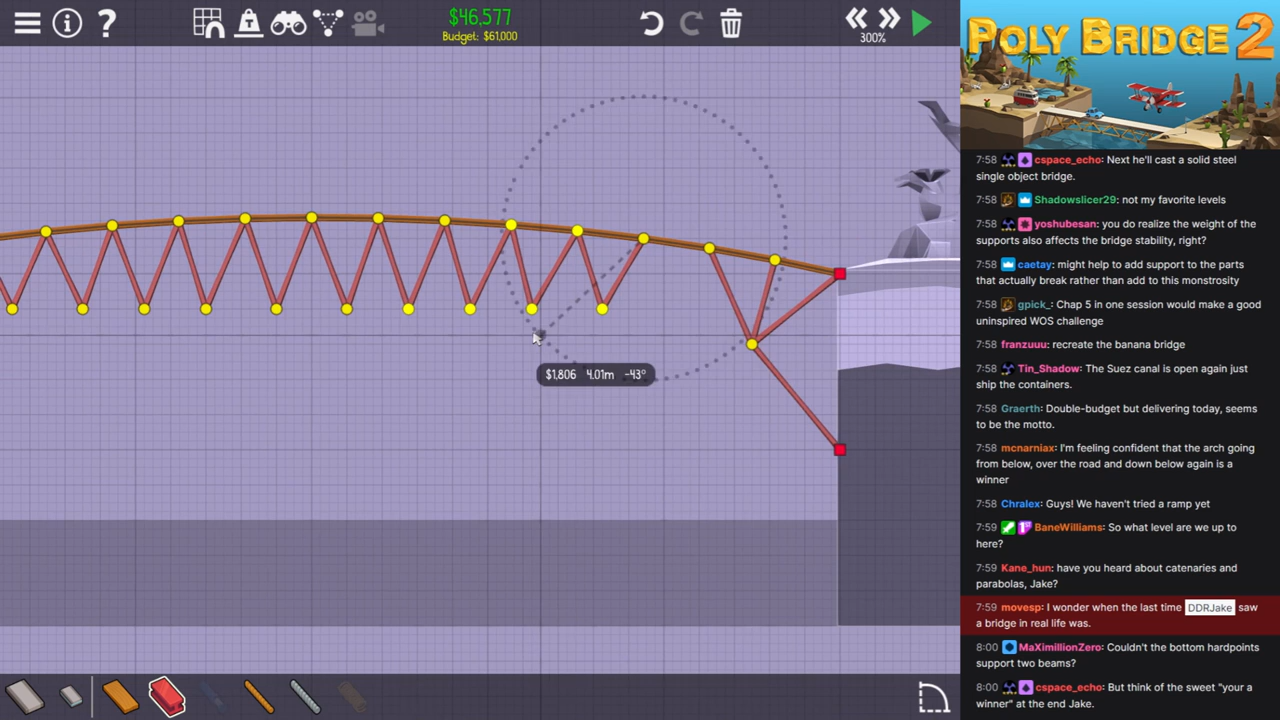 $46,577
Budget: $61,000
300%
$1,806 4.01m -43°
POLY BRIDGE 2
7:58 cspace_echo: Next he'll cast a solid steel
single object bridge.
7:58 Shadowslicer29: not my favorite levels
7:58 yoshubesan: you do realize the weight of the
supports also affects the bridge stability, right?
7:58 caetay: might help to add support to the parts
that actually break rather than add to this monstrosity
7:58 gpick_: Chap 5 in one session would make a good
uninspired WOS challenge
7:58 franzuuu: recreate the banana bridge
7:58 Tin_Shadow: The Suez canal is open again just
ship the containers.
7:58 Graerth: Double-budget but delivering today, seems
to be the motto.
7:58 mcnarniax: I'm feeling confident that the arch going
from below, over the road and down below again is a
winner
7:58 Chralex: Guys! We haven't tried a ramp yet
7:59 BaneWilliams: So what level are we up to
here?
7:59 Kane_hun: have you heard about catenaries and
parabolas, Jake?
7:59 movesp: I wonder when the last time DDRJake saw
a bridge in real life was.
8:00 MaXimillionZero: Couldn't the bottom hardpoints
support two beams?
8:00 cspace_echo: But think of the sweet "your a
winner" at the end Jake.